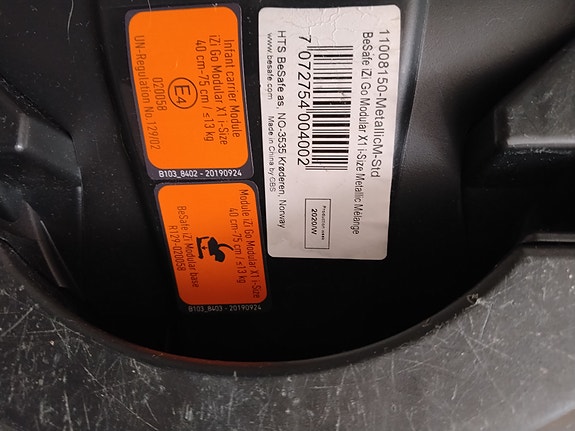 Infant carrier Module
iZi Go Modular X1 i-Size
40 cm-75 cm / ≤13 kg
E4
020058
UN-Regulation No.129/02
B103_8402 - 20190924
Module iZi Go Modular X1 i-Size
40 cm-75 cm / ≤13 kg
BeSafe iZi Modular base
R129-020058
B103_8403 - 20190924
11008150-MetallicM-Std
BeSafe iZi Go Modular X1 i-Size Metallic Mélange
7 072754 004002
HTS BeSafe as, NO-3535 Krøderen, Norway
www.besafe.com
Made in China by CBS
Production week
2020/W